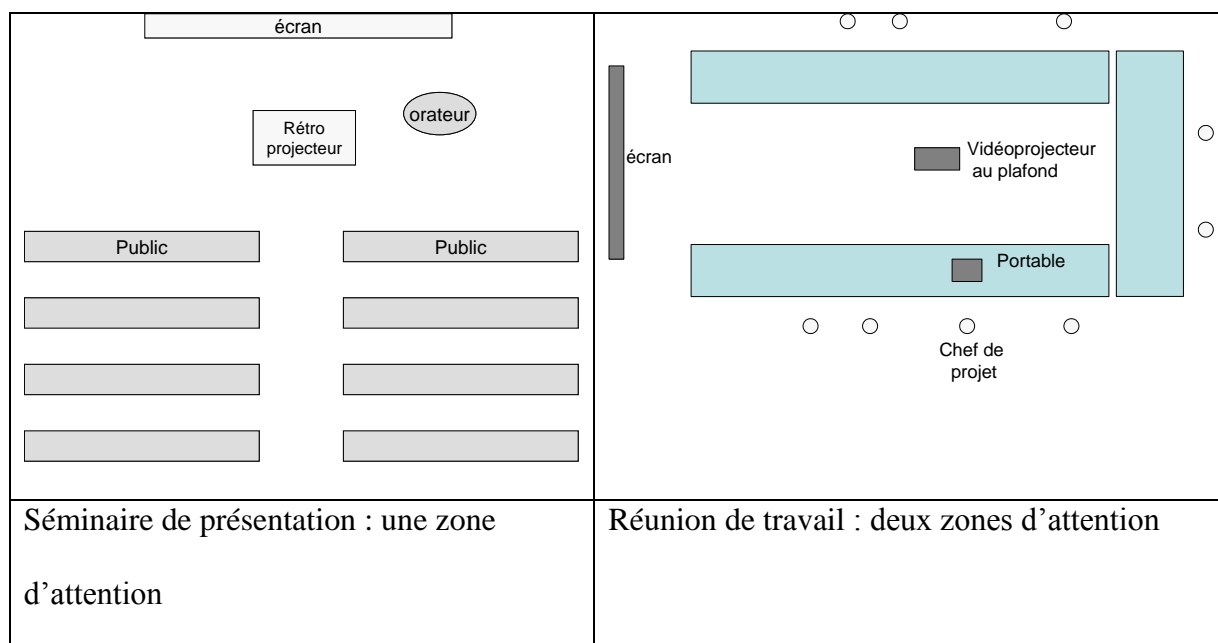 écran
orateur
Rétro
projecteur
Public
Public
écran
Vidéoprojecteur
au plafond
Portable
Chef de
projet
Séminaire de présentation : une zone
d’attention
Réunion de travail : deux zones d’attention